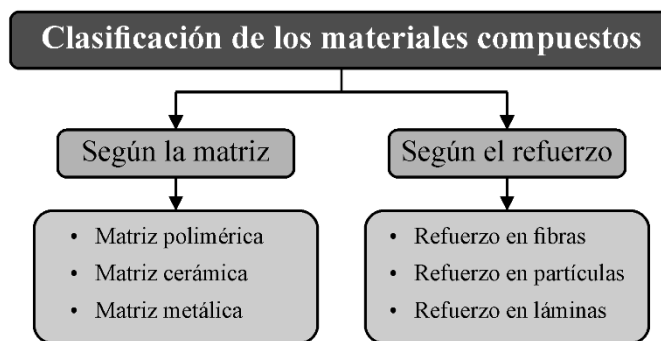 Clasificación de los materiales compuestos
Según la matriz
Según el refuerzo
• Matriz polimérica
• Matriz cerámica
• Matriz metálica
• Refuerzo en fibras
• Refuerzo en partículas
• Refuerzo en láminas